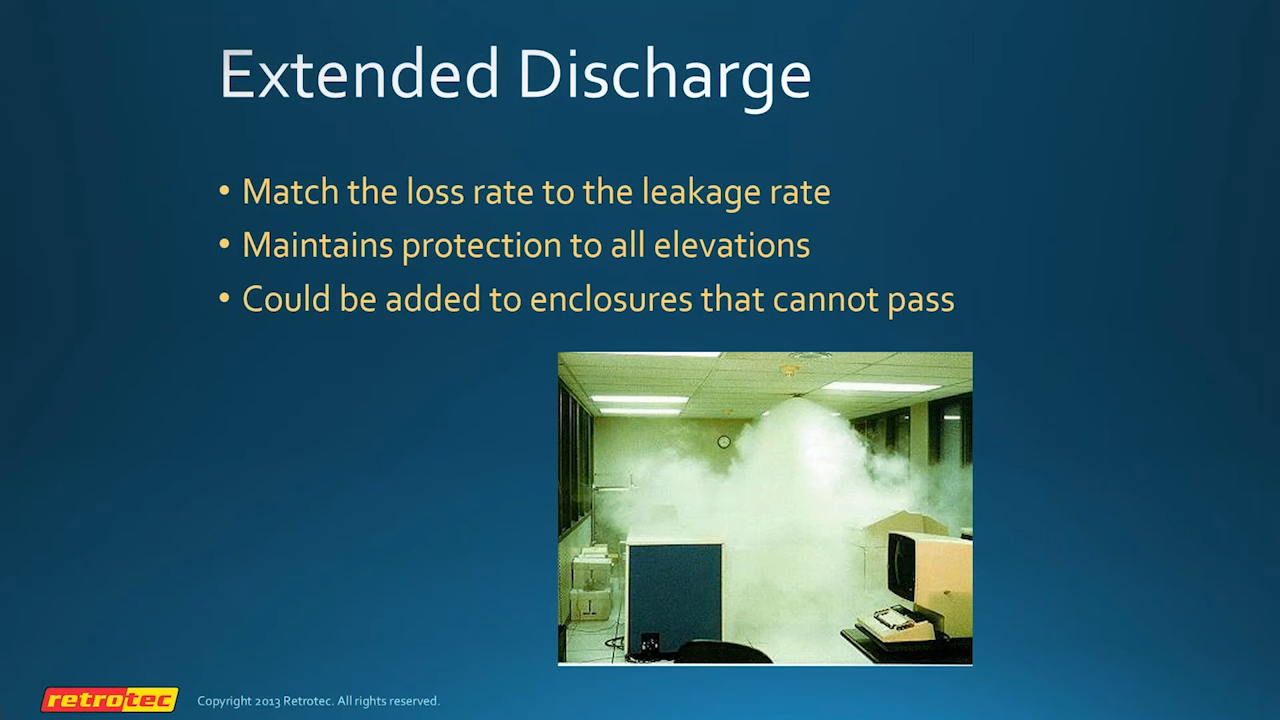 Extended Discharge
• Match the loss rate to the leakage rate
• Maintains protection to all elevations
• Could be added to enclosures that cannot pass
retrotec
Copyright 2013 Retrotec. All rights reserved.